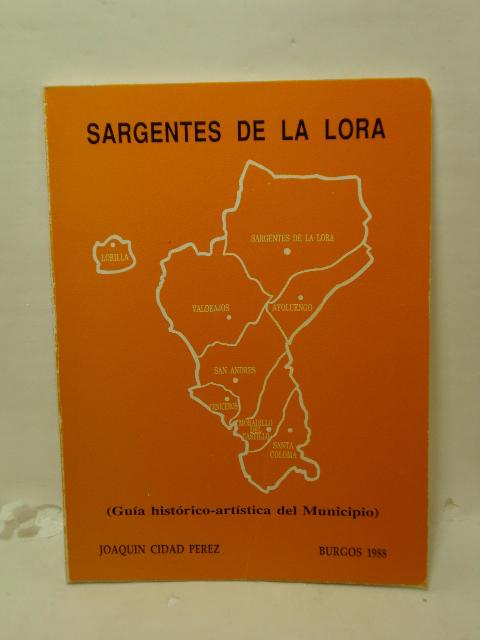 SARGENTES DE LA LORA
SARGENTES DE LA LORA
LORILLA
VALDEAJOS
AYOLUENGO
SAN ANDRES
CENICEROS
MORADILLO
DEL
CASTILLO
SANTA
COLOMA
(Guía histórico-artística del Municipio)
JOAQUIN CIDAD PEREZ
BURGOS 1988